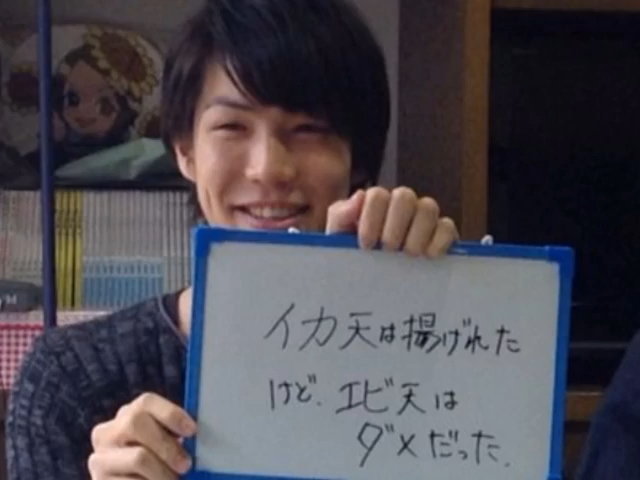 イカ天は揚げれた
けど、エビ天は
ダメだった.